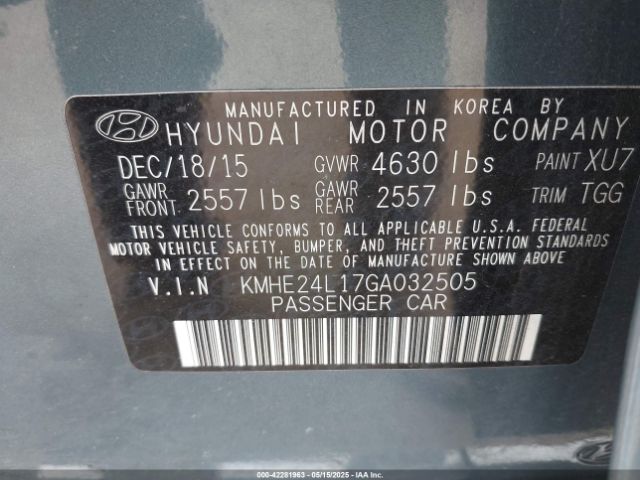 MANUFACTURED IN KOREA BY
HYUNDAI MOTOR COMPANY
DEC/18/15 GVWR 4630 lbs PAINT XU7
GAWR FRONT 2557 lbs GAWR REAR 2557 lbs TRIM TGG
THIS VEHICLE CONFORMS TO ALL APPLICABLE U.S.A. FEDERAL
MOTOR VEHICLE SAFETY, BUMPER, AND THEFT PREVENTION STANDARDS
IN EFFECT ON THE DATE OF MANUFACTURE SHOWN ABOVE.
V.I.N KMHE24L17GA032505
PASSENGER CAR
000-42281963 - 05/15/2025 - © IAA Holdings, LLC